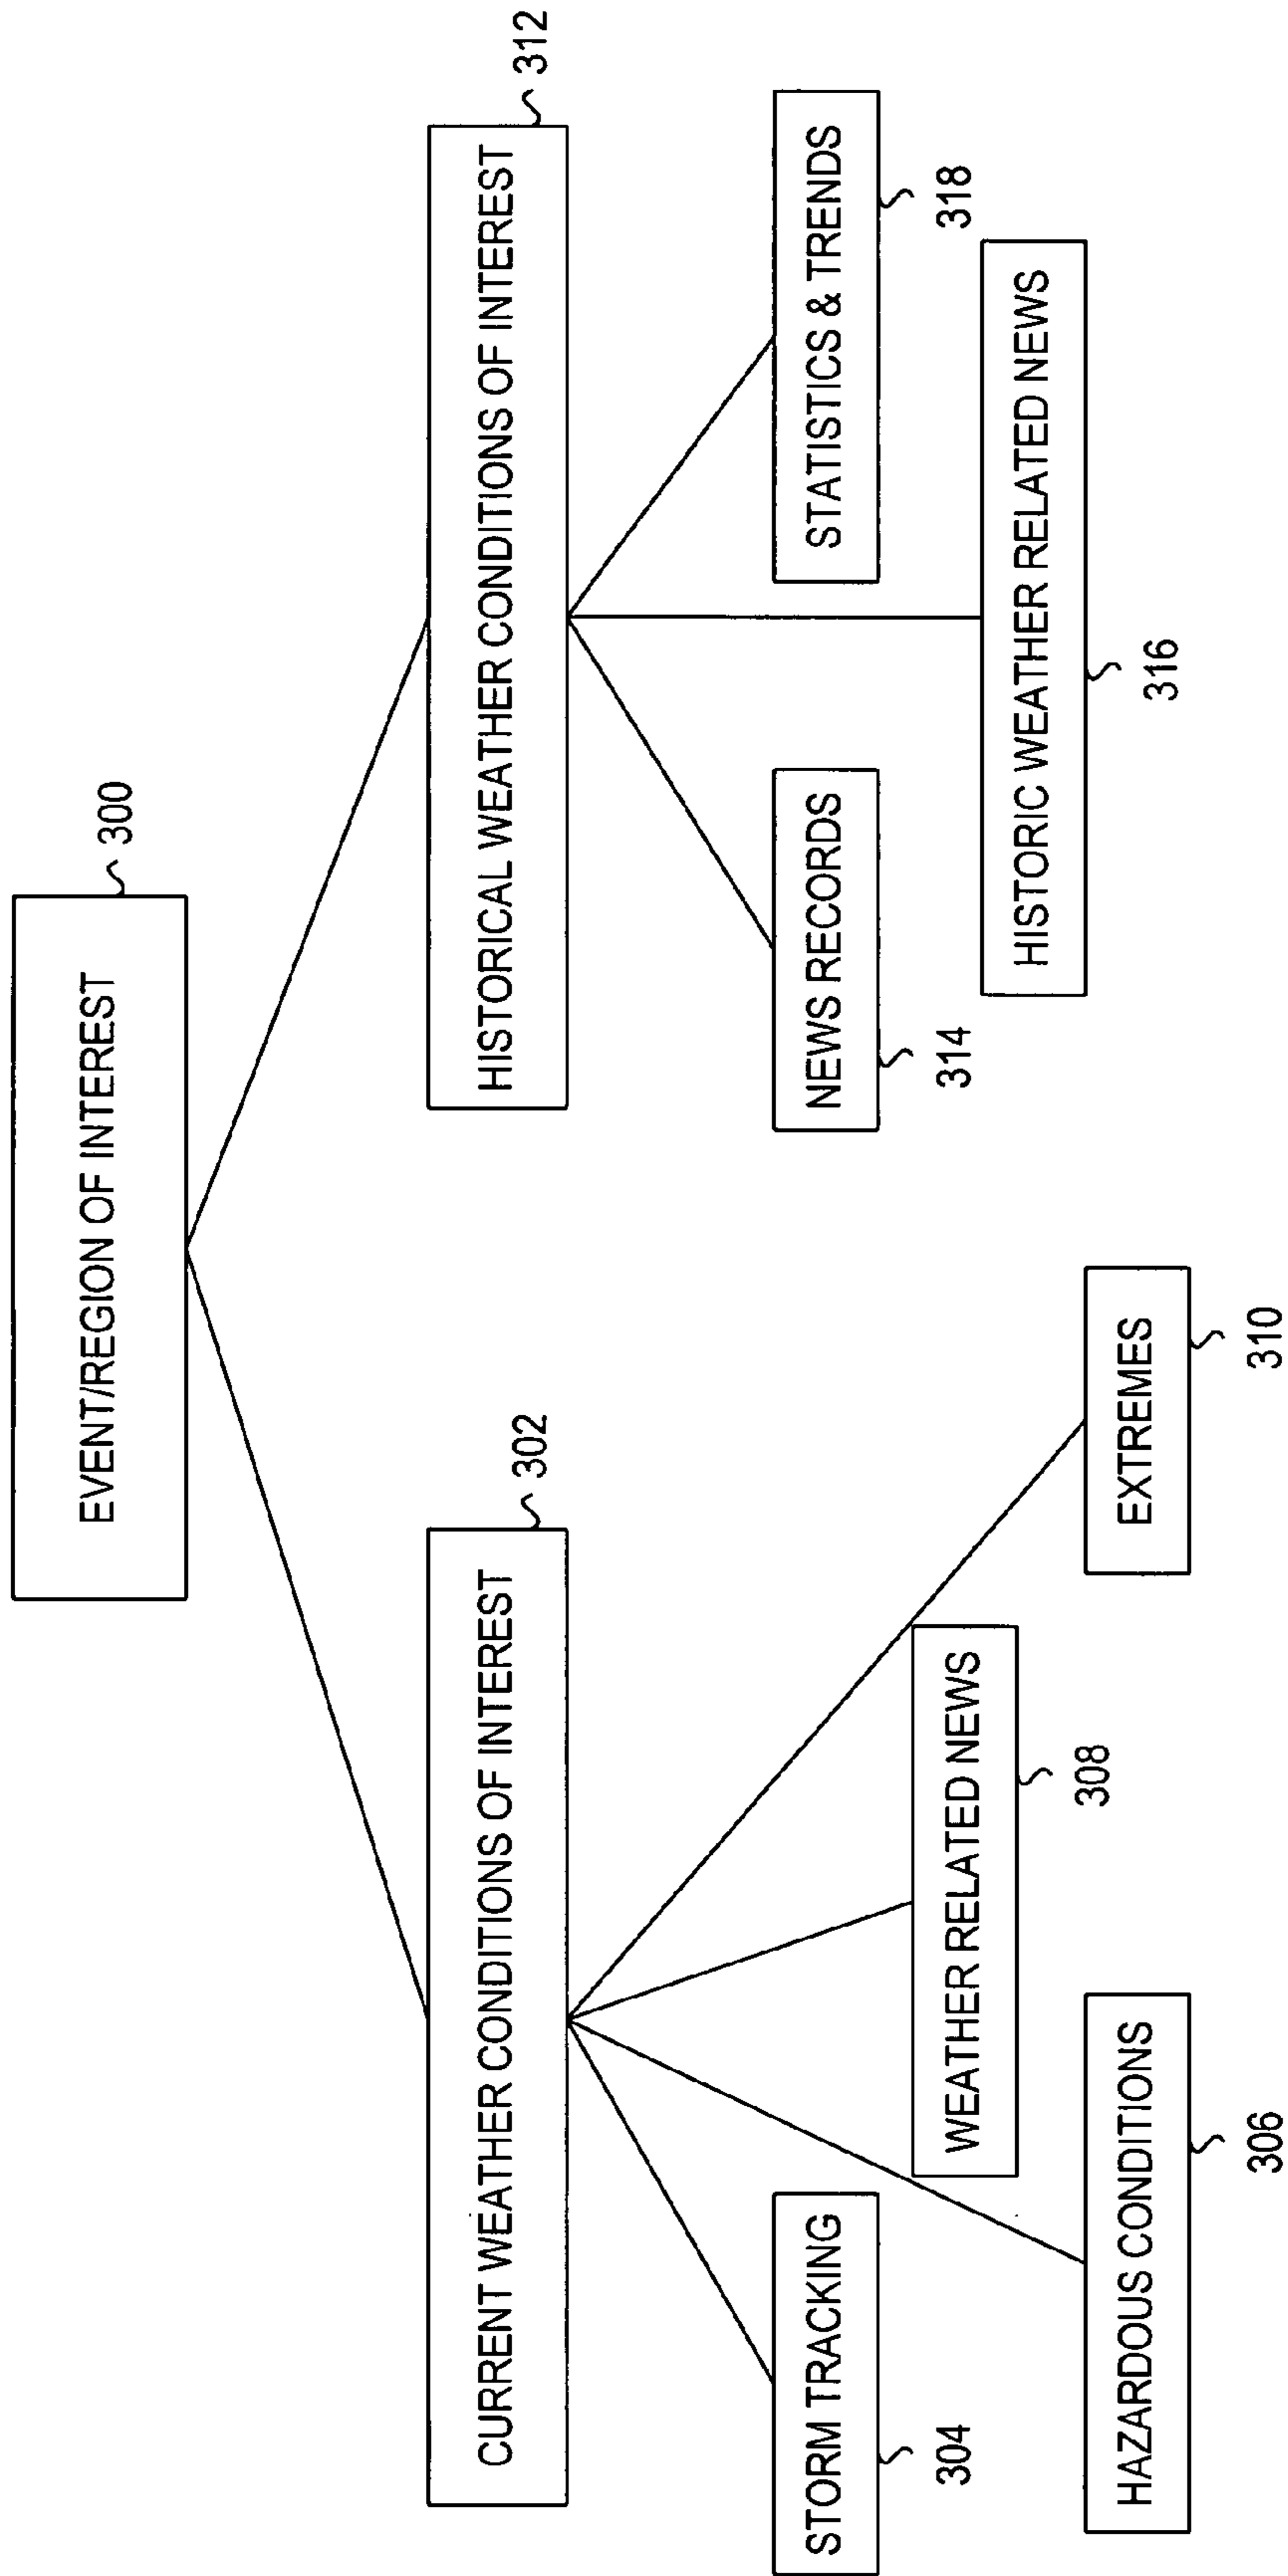 EVENT/REGION OF INTEREST
300
CURRENT WEATHER CONDITIONS OF INTEREST
302
HISTORICAL WEATHER CONDITIONS OF INTEREST
312
STORM TRACKING
304
HAZARDOUS CONDITIONS
306
WEATHER RELATED NEWS
308
EXTREMES
310
NEWS RECORDS
314
HISTORIC WEATHER RELATED NEWS
316
STATISTICS & TRENDS
318